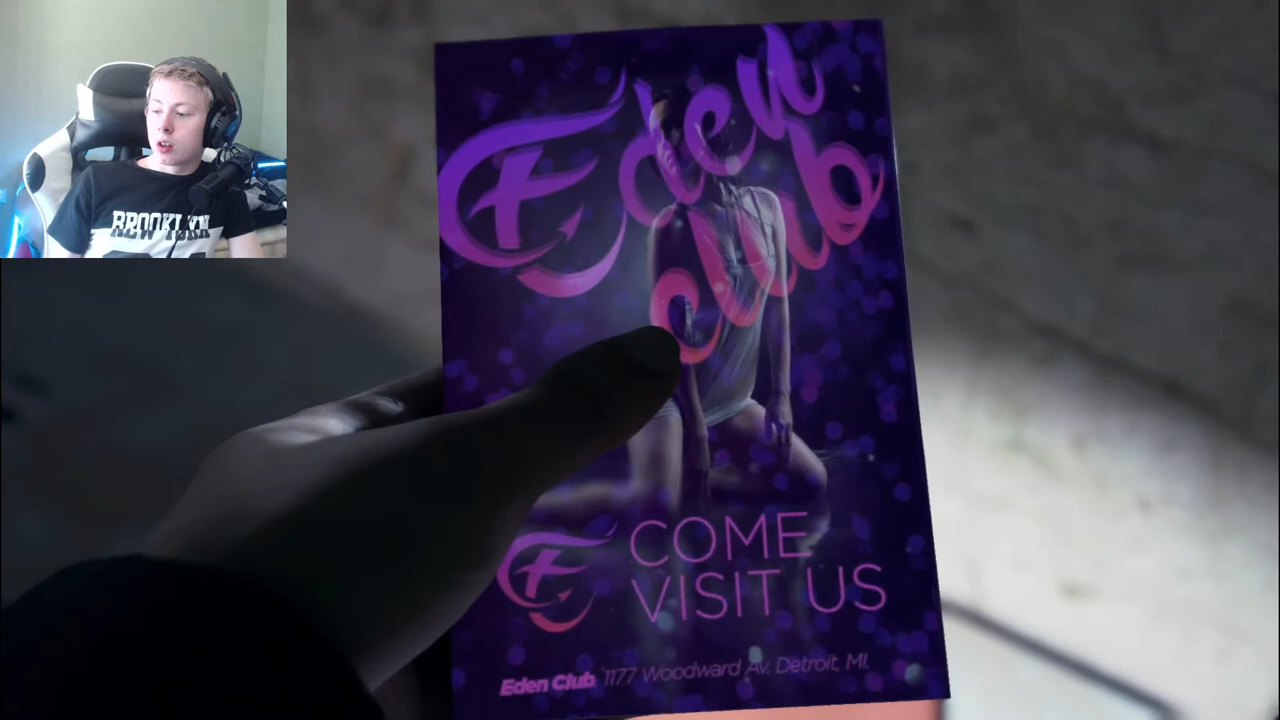 Eden
club
BROOKLYN
NEW YORK
COME
VISIT US
Eden Club 1177 Woodward Av. Detroit, MI.